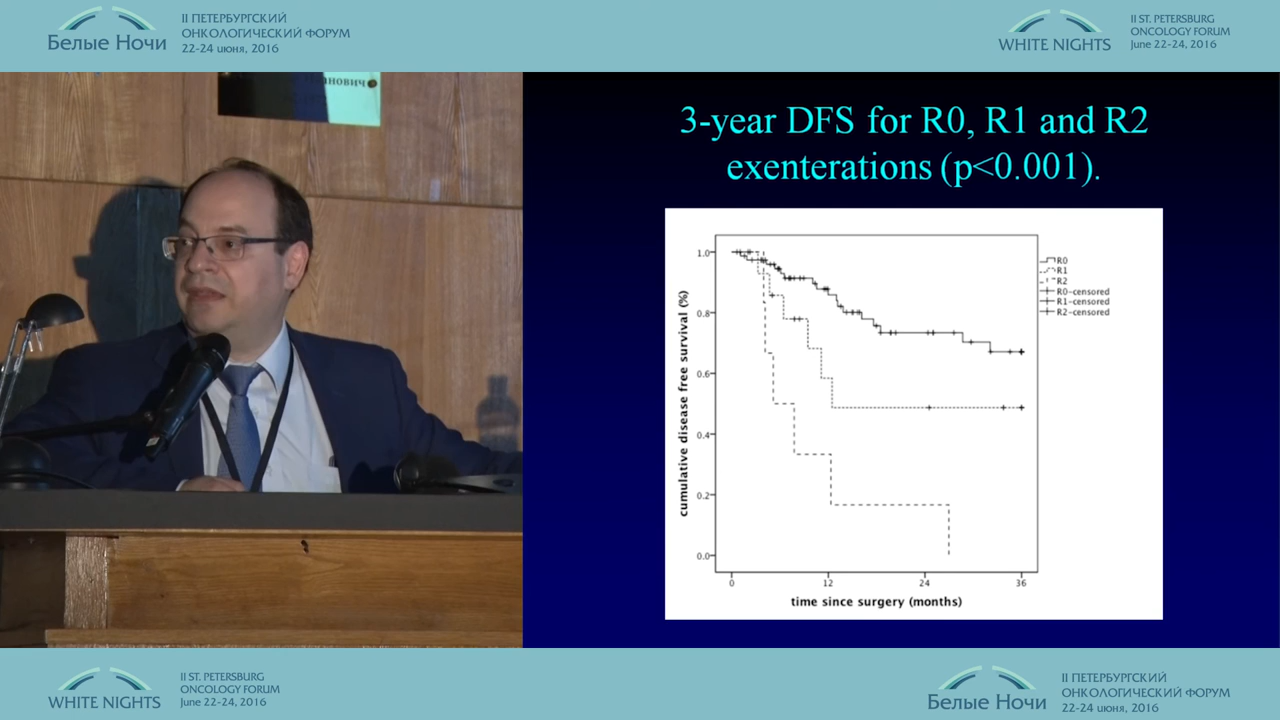 II ПЕТЕРБУРГСКИЙ
ОНКОЛОГИЧЕСКИЙ ФОРУМ
Белые Ночи
22-24 июня, 2016
II ST. PETERSBURG
ONCOLOGY FORUM
WHITE NIGHTS
June 22-24, 2016
3-year DFS for R0, R1 and R2
exenterations (p<0.001).
cumulative disease free survival (%)
1.0
0.8
0.6
0.4
0.2
0.0
0
12
24
36
time since surgery (months)
R0
R1
R2
R0-censored
R1-censored
R2-censored
II ST. PETERSBURG
ONCOLOGY FORUM
WHITE NIGHTS
June 22-24, 2016
II ПЕТЕРБУРГСКИЙ
ОНКОЛОГИЧЕСКИЙ ФОРУМ
Белые Ночи
22-24 июня, 2016